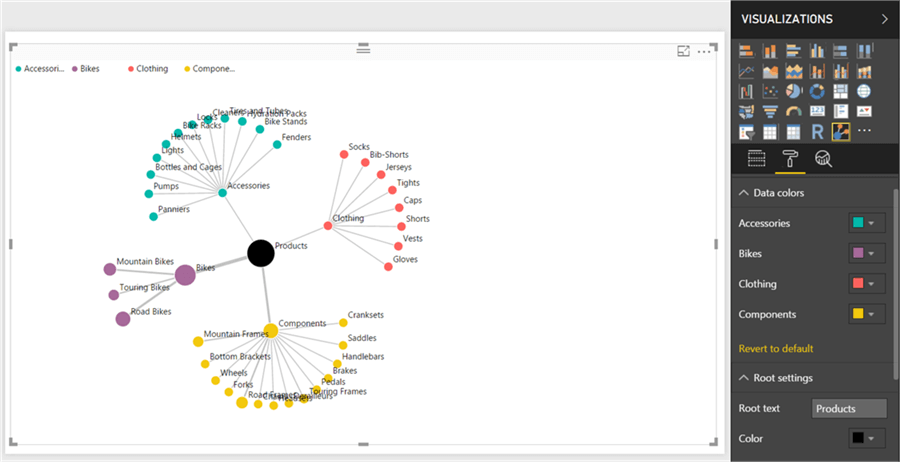 VISUALIZATIONS
Accessori...
Bikes
Clothing
Compone...
Tires and Tubes
Cleaners
Hydration Packs
Locks
Bike Stands
Bike Racks
Helmets
Fenders
Lights
Bottles and Cages
Accessories
Pumps
Panniers
Socks
Bib-Shorts
Jerseys
Tights
Caps
Clothing
Shorts
Vests
Gloves
Products
Mountain Bikes
Bikes
Touring Bikes
Road Bikes
Components
Cranksets
Mountain Frames
Saddles
Bottom Brackets
Handlebars
Wheels
Brakes
Forks
Pedals
Road Frames
Touring Frames
Derailleurs
Headsets
R
Data colors
Accessories
Bikes
Clothing
Components
Revert to default
Root settings
Root text
Products
Color